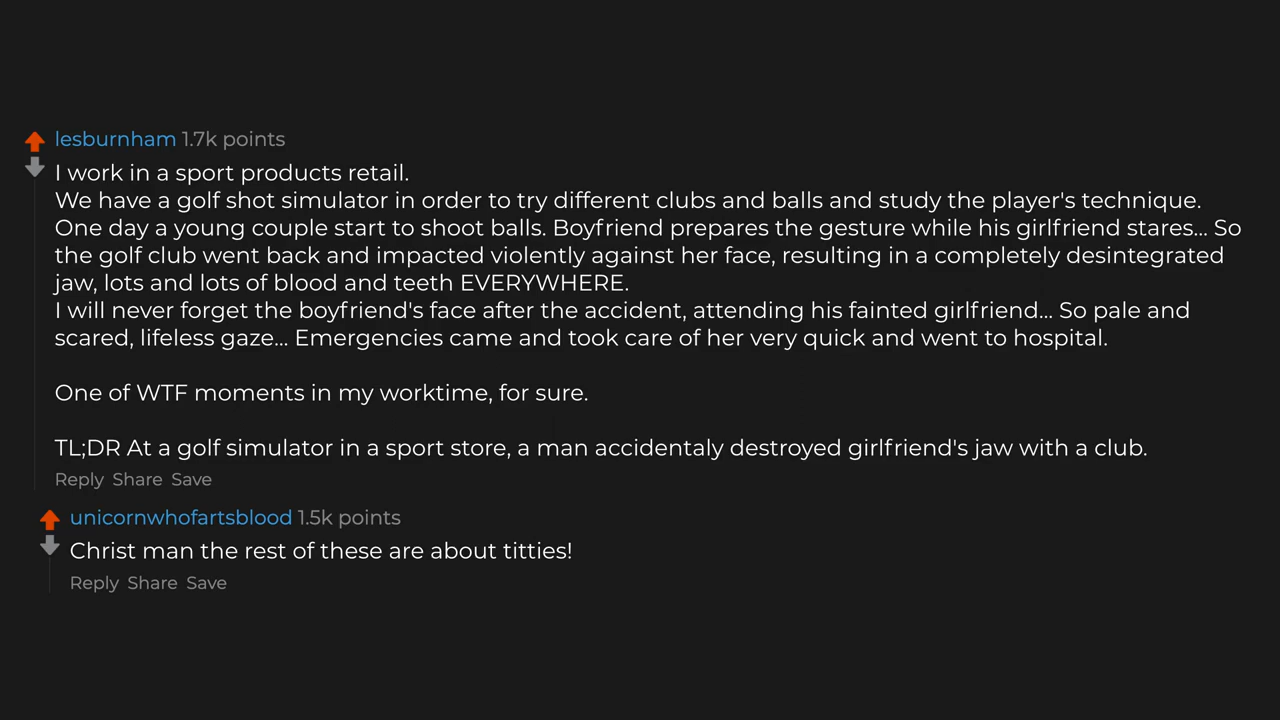 lesburnham 1.7k points
I work in a sport products retail.
We have a golf shot simulator in order to try different clubs and balls and study the player's technique.
One day a young couple start to shoot balls. Boyfriend prepares the gesture while his girlfriend stares... So
the golf club went back and impacted violently against her face, resulting in a completely desintegrated
jaw, lots and lots of blood and teeth EVERYWHERE.
I will never forget the boyfriend's face after the accident, attending his fainted girlfriend... So pale and
scared, lifeless gaze... Emergencies came and took care of her very quick and went to hospital.
One of WTF moments in my worktime, for sure.
TL;DR At a golf simulator in a sport store, a man accidentaly destroyed girlfriend's jaw with a club.
Reply Share Save
unicornwhofartsblood 1.5k points
Christ man the rest of these are about titties!
Reply Share Save